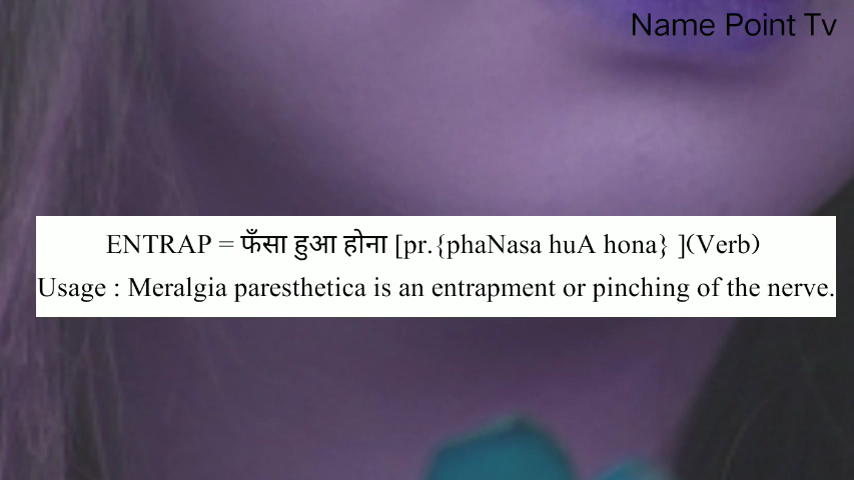 Name Point Tv
ENTRAP = फँसा हुआ होना [pr.{phaNasa huA hona} ](Verb)
Usage : Meralgia paresthetica is an entrapment or pinching of the nerve.